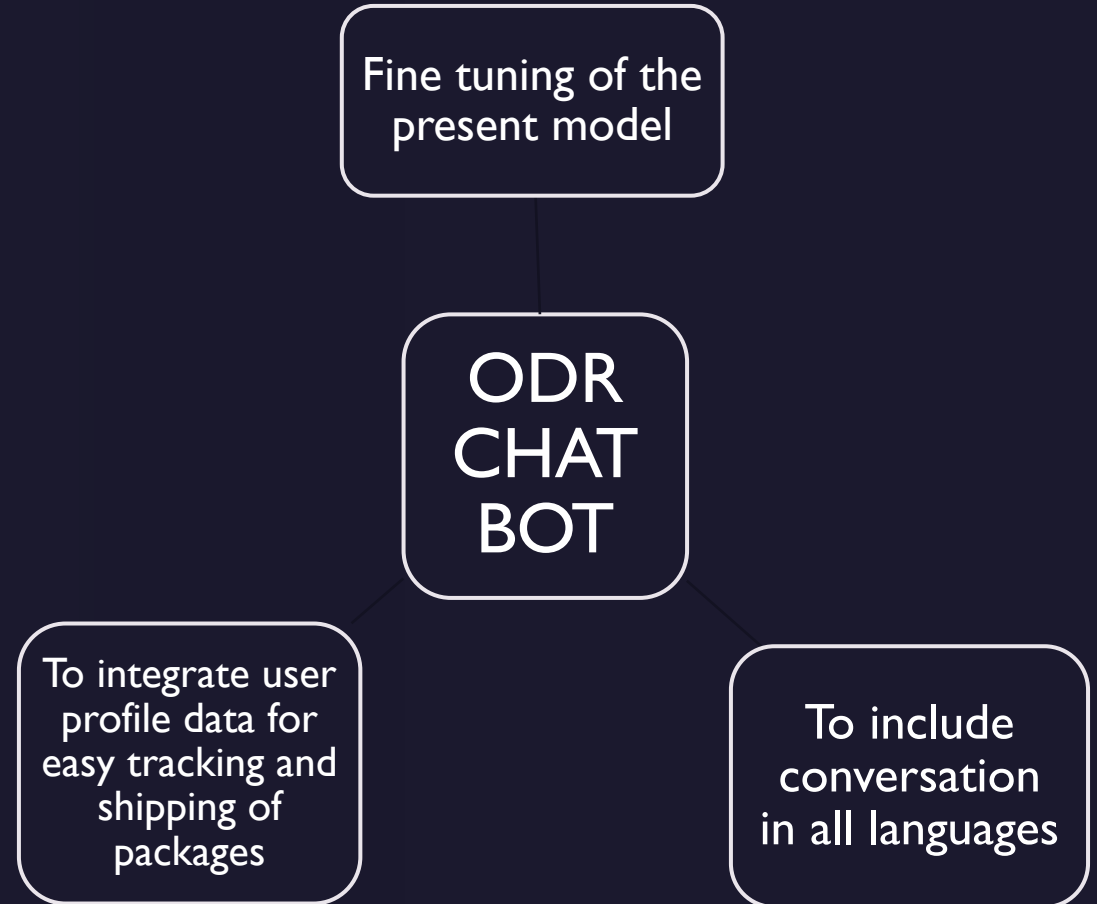 Fine tuning of the
present model
ODR
CHAT
BOT
To integrate user
profile data for
easy tracking and
shipping of
packages
To include
conversation
in all languages